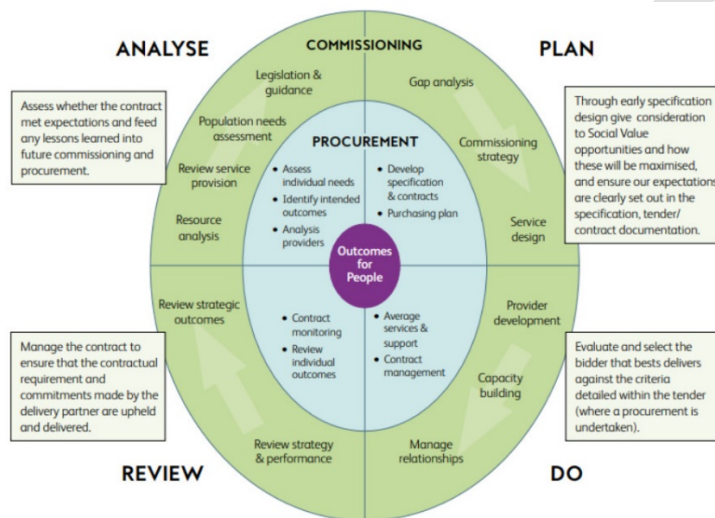 ANALYSE
COMMISSIONING
PLAN
Assess whether the contract
met expectations and feed
any lessons learned into
future commissioning and
procurement.
Legislation &
guidance
Population needs
assessment
Review service
provision
Resource
analysis
Gap analysis
Commissioning
strategy
Service
design
Through early specification
design give consideration
to Social Value
opportunities and how
these will be maximised,
and ensure our expectations
are clearly set out in the
specification, tender/
contract documentation.
PROCUREMENT
• Assess
individual needs
• Identify intended
outcomes
• Analysis
providers
• Develop
specification
& contracts
• Purchasing plan
Outcomes
for
People
Review strategic
outcomes
Review strategy
& performance
• Contract
monitoring
• Review
individual
outcomes
• Average
services &
support
• Contract
management
Provider
development
Capacity
building
Manage
relationships
Manage the contract to
ensure that the contractual
requirement and
commitments made by the
delivery partner are upheld
and delivered.
Evaluate and select the
bidder that bests delivers
against the criteria
detailed within the tender
(where a procurement is
undertaken).
REVIEW
DO